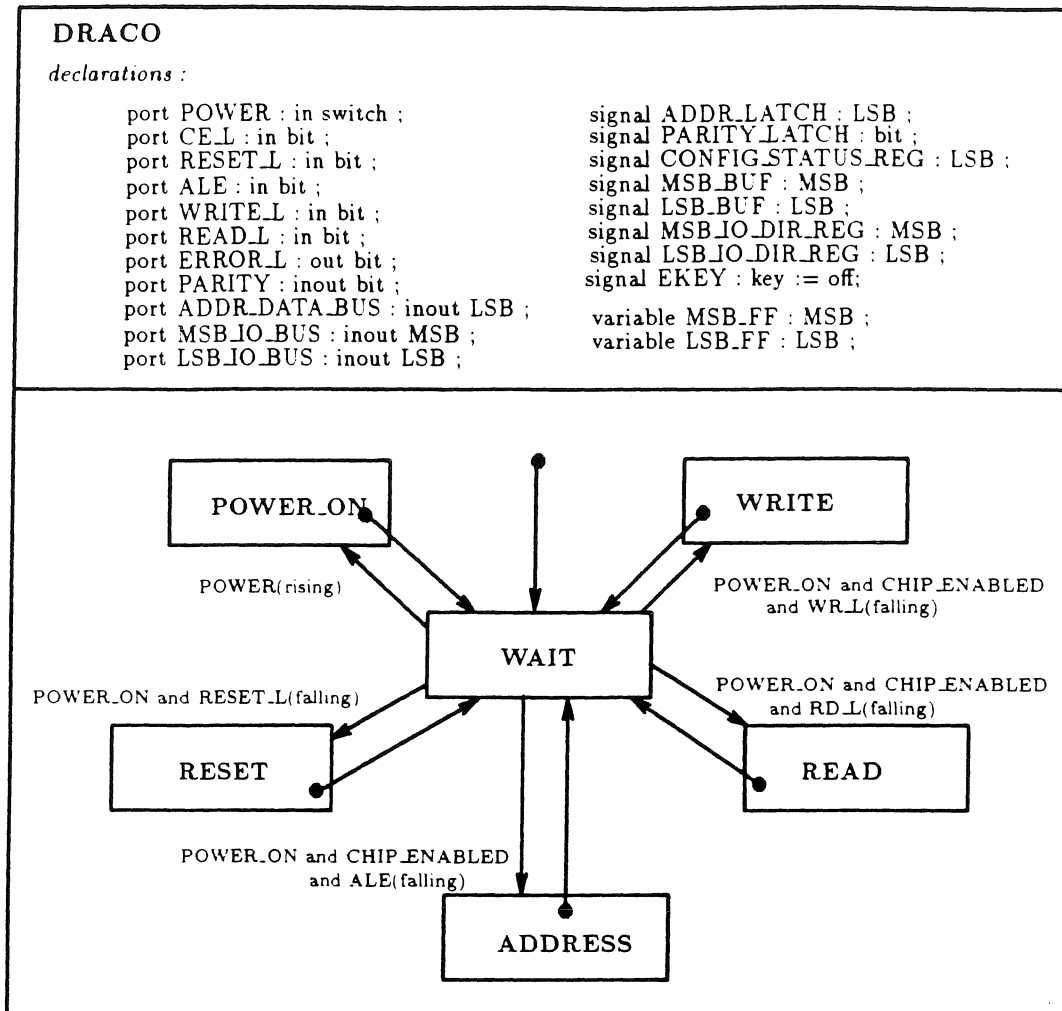 DRACO
declarations :
port POWER : in switch ;
port CE_L : in bit ;
port RESET_L : in bit ;
port ALE : in bit ;
port WRITE_L : in bit ;
port READ_L : in bit ;
port ERROR_L : out bit ;
port PARITY : inout bit ;
port ADDR_DATA_BUS : inout LSB ;
port MSB_IO_BUS : inout MSB ;
port LSB_IO_BUS : inout LSB ;
signal ADDR_LATCH : LSB ;
signal PARITY_LATCH : bit ;
signal CONFIG_STATUS_REG : LSB ;
signal MSB_BUF : MSB ;
signal LSB_BUF : LSB ;
signal MSB_IO_DIR_REG : MSB ;
signal LSB_IO_DIR_REG : LSB ;
signal EKEY : key := off;
variable MSB_FF : MSB ;
variable LSB_FF : LSB ;
POWER_ON
WRITE
POWER(rising)
POWER_ON and CHIP_ENABLED
and WR_L(falling)
WAIT
POWER_ON and RESET_L(falling)
POWER_ON and CHIP_ENABLED
and RD_L(falling)
RESET
READ
POWER_ON and CHIP_ENABLED
and ALE(falling)
ADDRESS